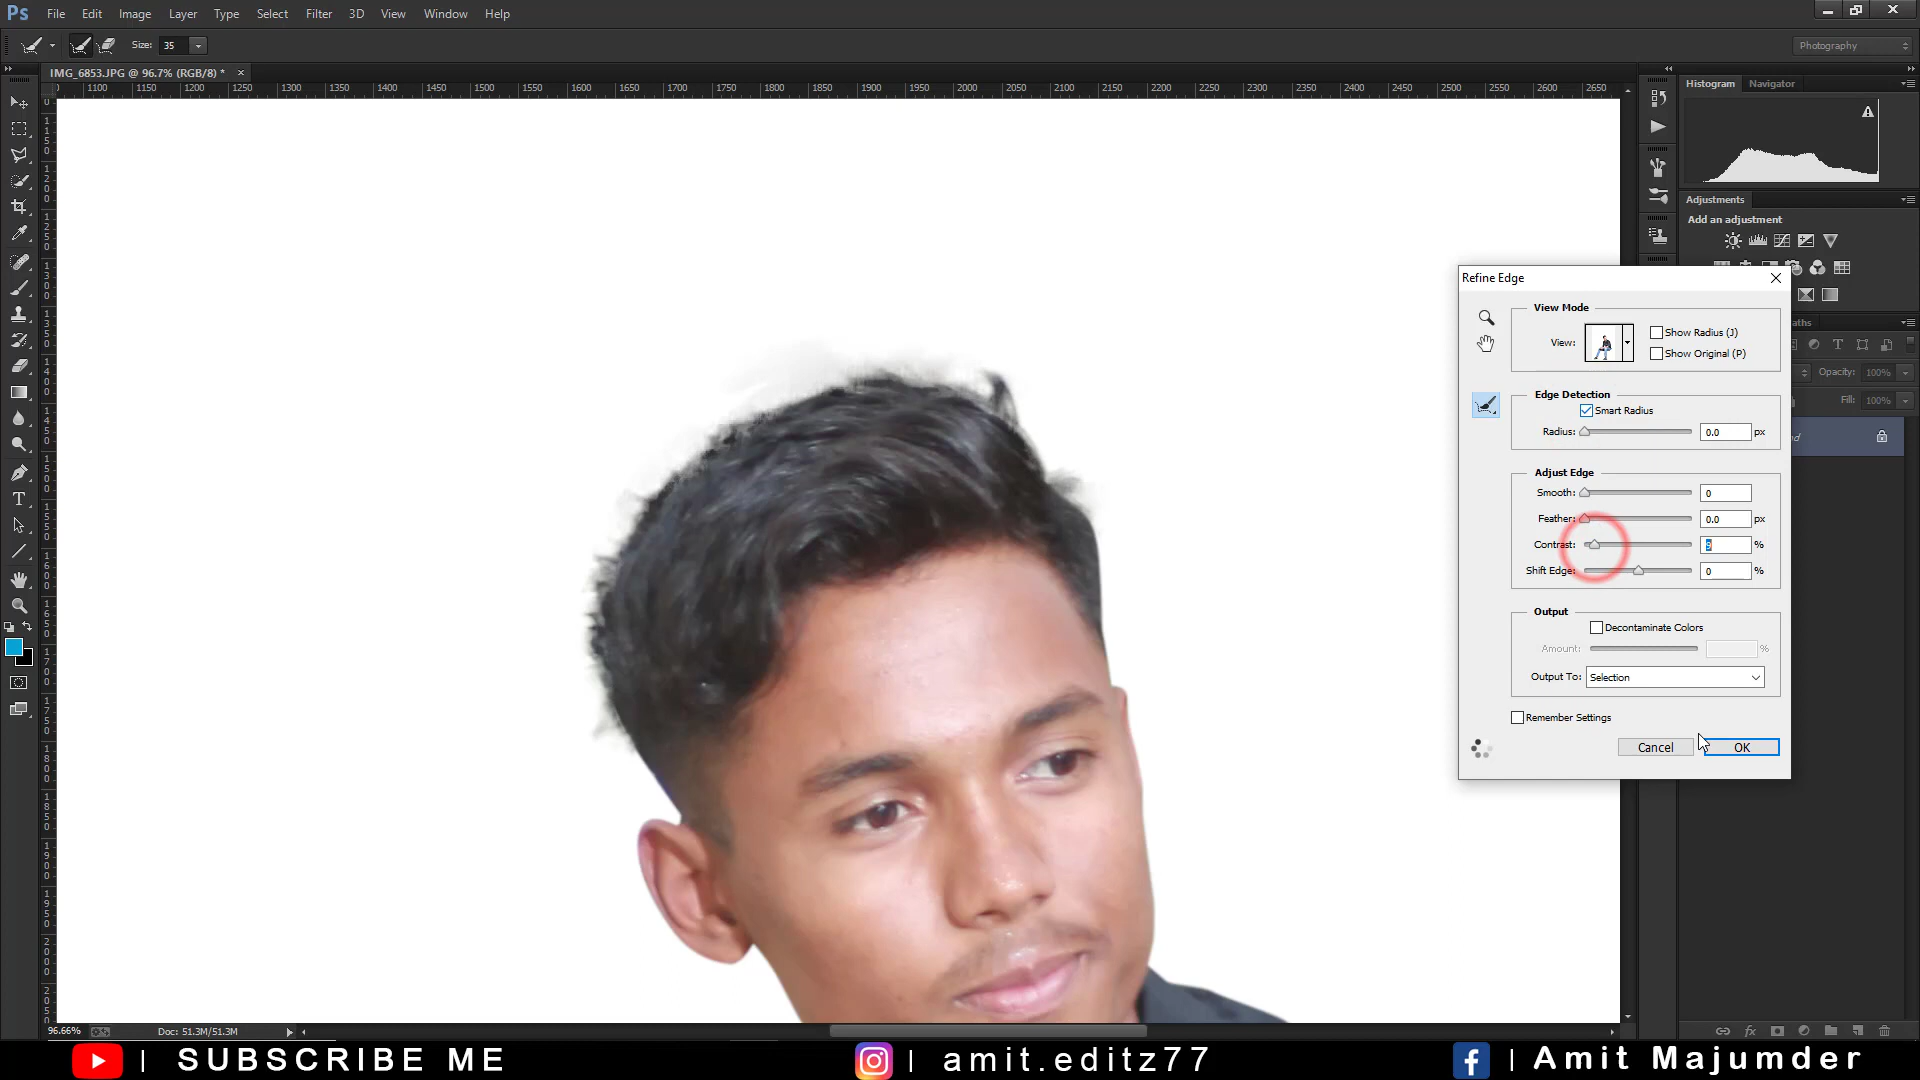 Ps File Edit Image Layer Type Select Filter 3D View Window Help
Size: 35 Photography
IMG_6853.JPG @ 96.7% (RGB/8) * ×
1100 1150 1200 1250 1300 1350 1400 1450 1500 1550 1600 1650 1700 1750 1800 1850 1900 1950 2000 2050 2100 2150 2200 2250 2300 2350 2400 2450 2500 2550 2600 2650
Histogram Navigator
Adjustments
Add an adjustment
Opacity: 100%
Fill: 100%
Refine Edge
View Mode
View:
Show Radius (J)
Show Original (P)
Edge Detection
Smart Radius
Radius: 0.0 px
Adjust Edge
Smooth: 0
Feather: 0.0 px
Contrast: 9 %
Shift Edge: 0 %
Output
Decontaminate Colors
Amount: %
Output To: Selection
Remember Settings
Cancel OK
96.66% Doc: 51.3M/51.3M
| SUBSCRIBE ME | amit.editz77 | Amit Majumder